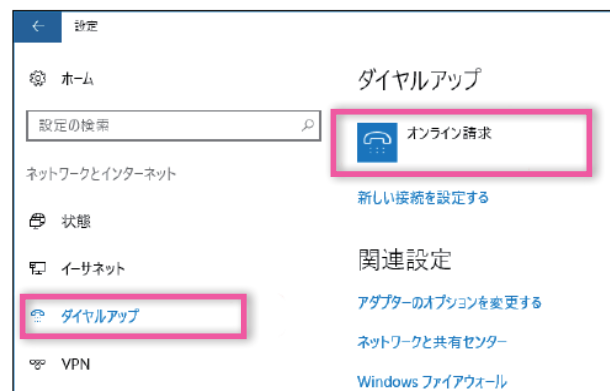 設定
ホーム
設定の検索
ネットワークとインターネット
状態
イーサネット
ダイヤルアップ
VPN
ダイヤルアップ
オンライン請求
新しい接続を設定する
関連設定
アダプターのオプションを変更する
ネットワークと共有センター
Windows ファイアウォール